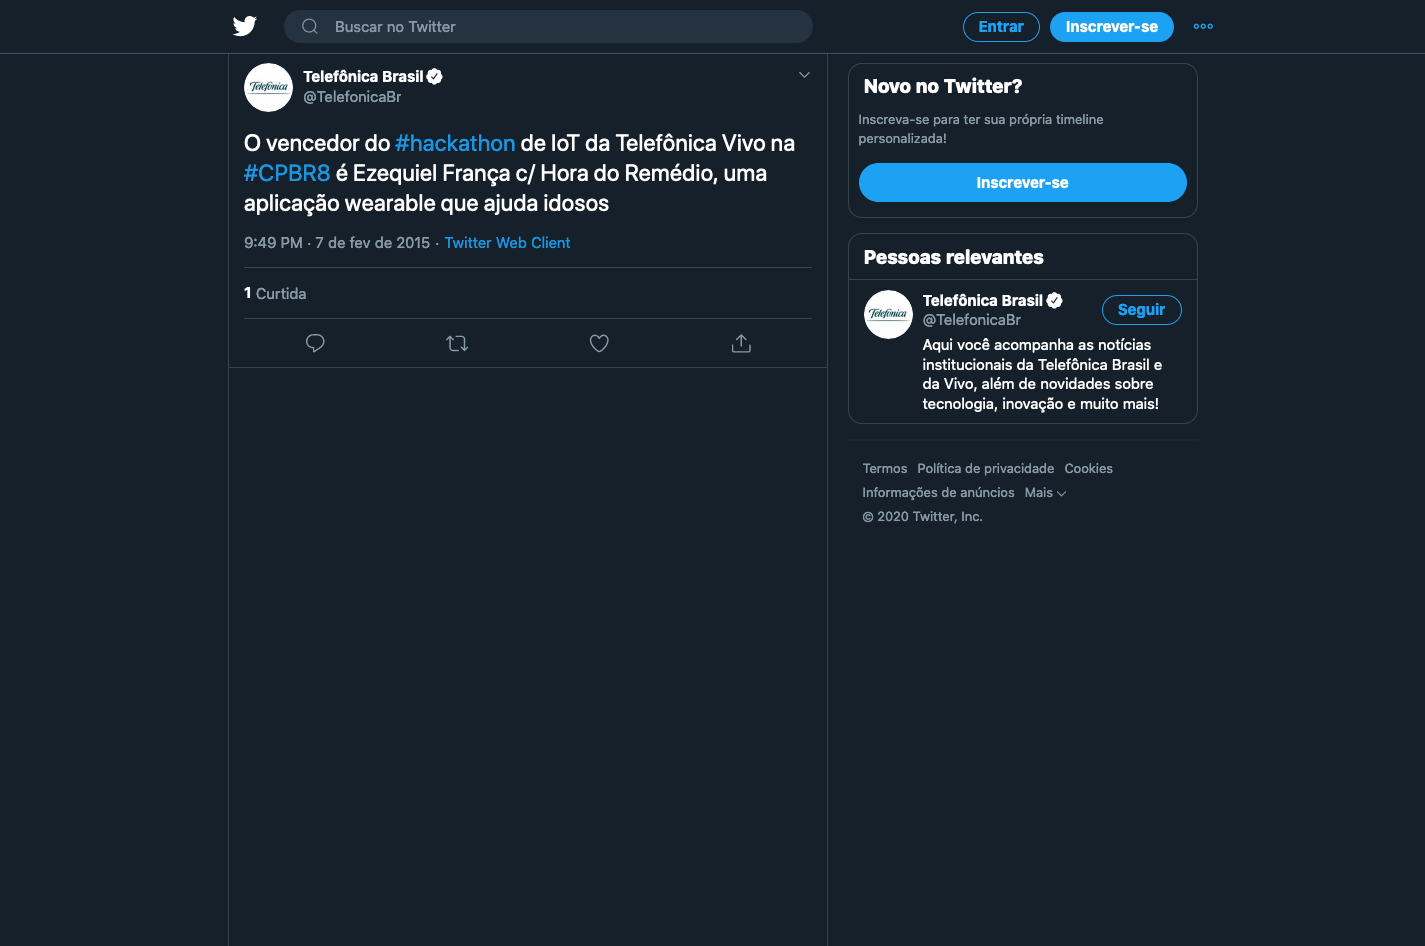 Buscar no Twitter
Entrar
Inscrever-se
Telefónica
Telefônica Brasil
@TelefonicaBr
O vencedor do #hackathon de IoT da Telefônica Vivo na
#CPBR8 é Ezequiel França c/ Hora do Remédio, uma
aplicação wearable que ajuda idosos
9:49 PM · 7 de fev de 2015 · Twitter Web Client
1 Curtida
Novo no Twitter?
Inscreva-se para ter sua própria timeline
personalizada!
Inscrever-se
Pessoas relevantes
Telefónica
Telefônica Brasil
@TelefonicaBr
Seguir
Aqui você acompanha as notícias
institucionais da Telefônica Brasil e
da Vivo, além de novidades sobre
tecnologia, inovação e muito mais!
Termos Política de privacidade Cookies
Informações de anúncios Mais
© 2020 Twitter, Inc.